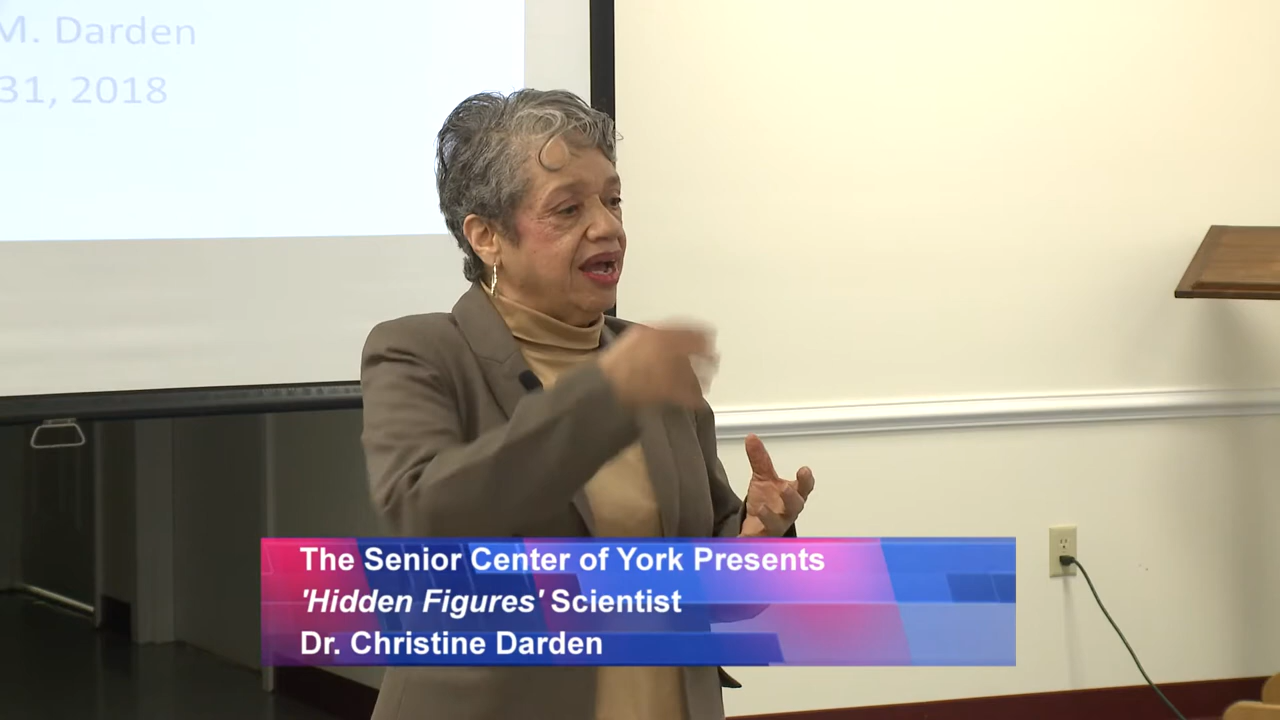 M. Darden
31, 2018
The Senior Center of York Presents
'Hidden Figures' Scientist
Dr. Christine Darden